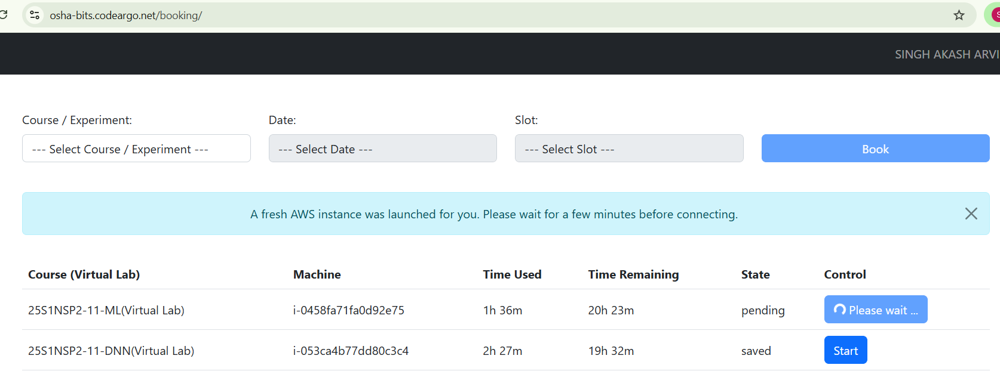 osha-bits.codeargo.net/booking/
S
SINGH AKASH ARVI
Course / Experiment: Date: Slot:
--- Select Course / Experiment --- --- Select Date --- --- Select Slot --- Book
A fresh AWS instance was launched for you. Please wait for a few minutes before connecting.
Course (Virtual Lab) Machine Time Used Time Remaining State Control
25S1NSP2-11-ML(Virtual Lab) i-0458fa71fa0d92e75 1h 36m 20h 23m pending Please wait ...
25S1NSP2-11-DNN(Virtual Lab) i-053ca4b77dd80c3c4 2h 27m 19h 32m saved Start